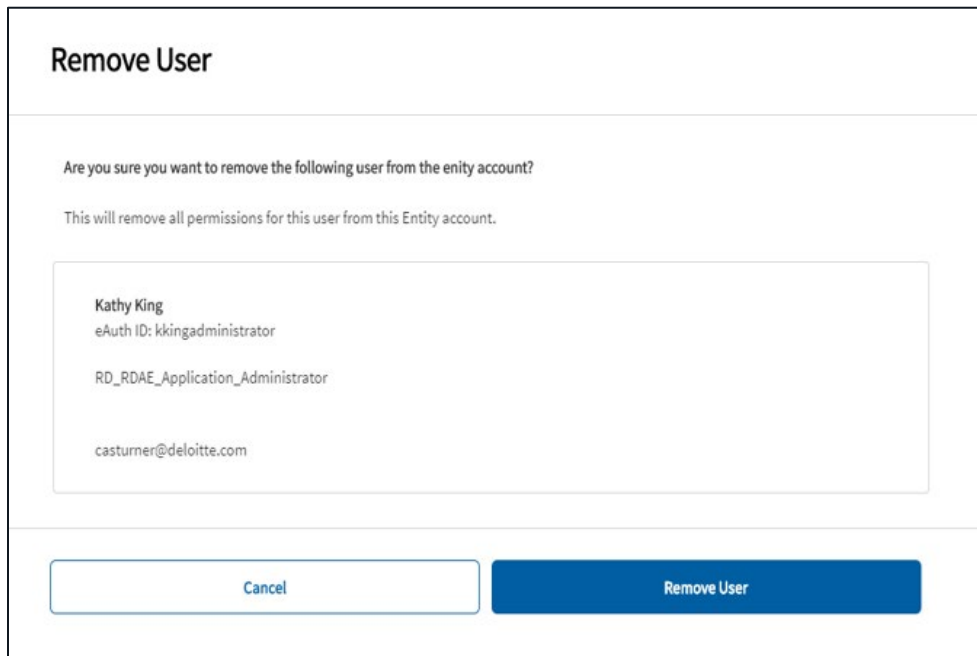 Remove User
Are you sure you want to remove the following user from the enity account?
This will remove all permissions for this user from this Entity account.
Kathy King
eAuth ID: kkingadministrator
RD_RDAE_Application_Administrator
casturner@deloitte.com
Cancel
Remove User